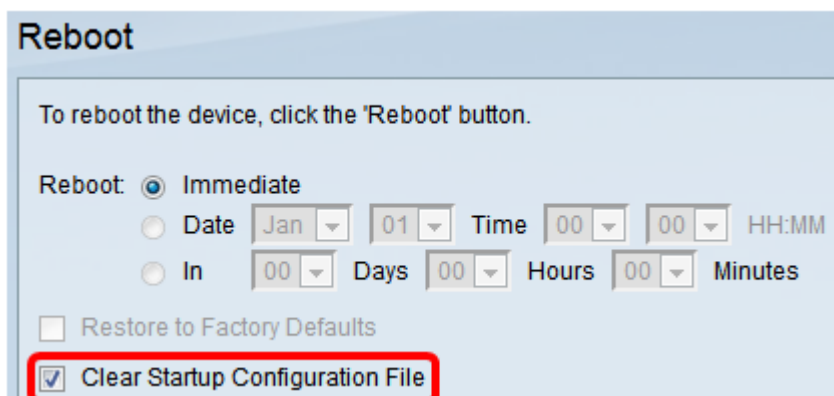 Reboot
To reboot the device, click the 'Reboot' button.
Reboot: Immediate
Date Jan 01 Time 00 00 HH:MM
In 00 Days 00 Hours 00 Minutes
Restore to Factory Defaults
Clear Startup Configuration File